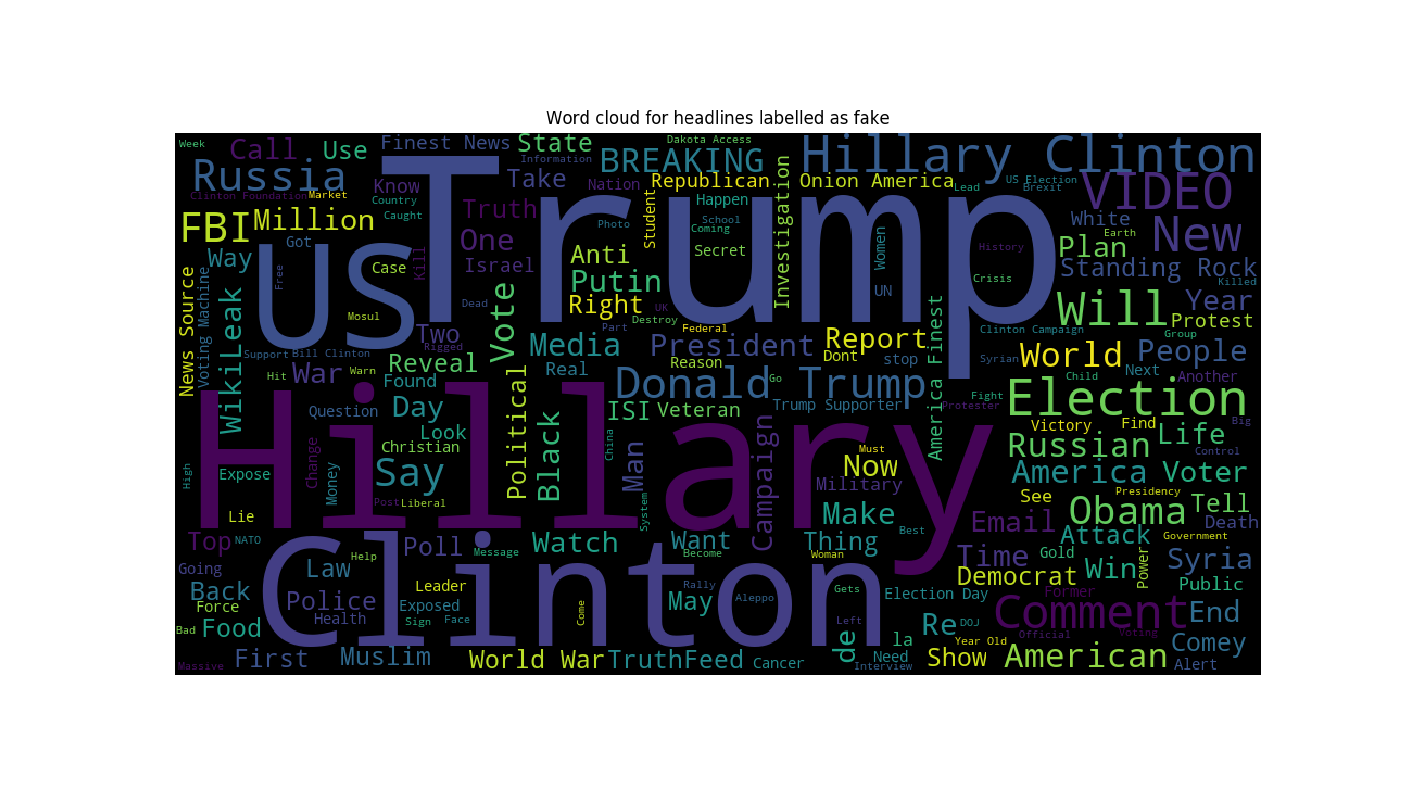 Word cloud for headlines labelled as fake
Week
Call
Use
Finest News
State
Information
Dakota Access
BREAKING
Hillary Clinton
Russia
Clinton Foundation
Market
Know
Country
Caught
Take
Nation
Republican
Onion America
Lead
US Election
Brexit
VIDEO
FBI
Million
Truth
Trump
Student
Happen
School
Coming
Photo
Investigation
White
Earth
New
Got
US
One
Anti
Secret
Women
History
Plan
Way
Free
Case
Kill
Israel
Putin
UN
Crisis
Standing Rock
Killed
News Source
Voting Machine
WikiLeak
Mosul
Dead
Vote
Right
UK
Destroy
Will
Year
Protest
Group
Two
Rigged
Part
Federal
Media
President
Report
America Finest
Clinton Campaign
Support
Bill Clinton
Reveal
Reason
Dont
stop
Syrian
World
People
Hit
War
Warm
Found
Real
Donald Trump
Go
Child
Next
Another
Question
Day
Political
Black
ISI
Veteran
Trump Supporter
Protester
Fight
Election
Look
Christian
China
Man
Campaign
Victory
Find
Big
Hillary
Change
Must
Now
Russian
Life
Control
High
Expose
Money
Say
Military
America
Voter
Post
Liberal
System
See
Presidency
Lie
Make
Best
Email
Obama
Tell
Death
Top
NATO
Poll
Message
Watch
Want
Become
Thing
Woman
Attack
Government
Going
Law
Help
Clinton
Time
Gold
Power
Win
Syria
Back
Leader
Rally
Gets
Democrat
Public
Force
Police
Health
Exposed
Sign
Face
Come
May
Aleppo
Election Day
Former
Comment
End
Bad
Food
Left
de
la
Re
DOJ
Official
Voting
Year Old
Comey
Massive
First
Muslim
World War
TruthFeed
Cancer
Need
Interview
Show
American
Alert